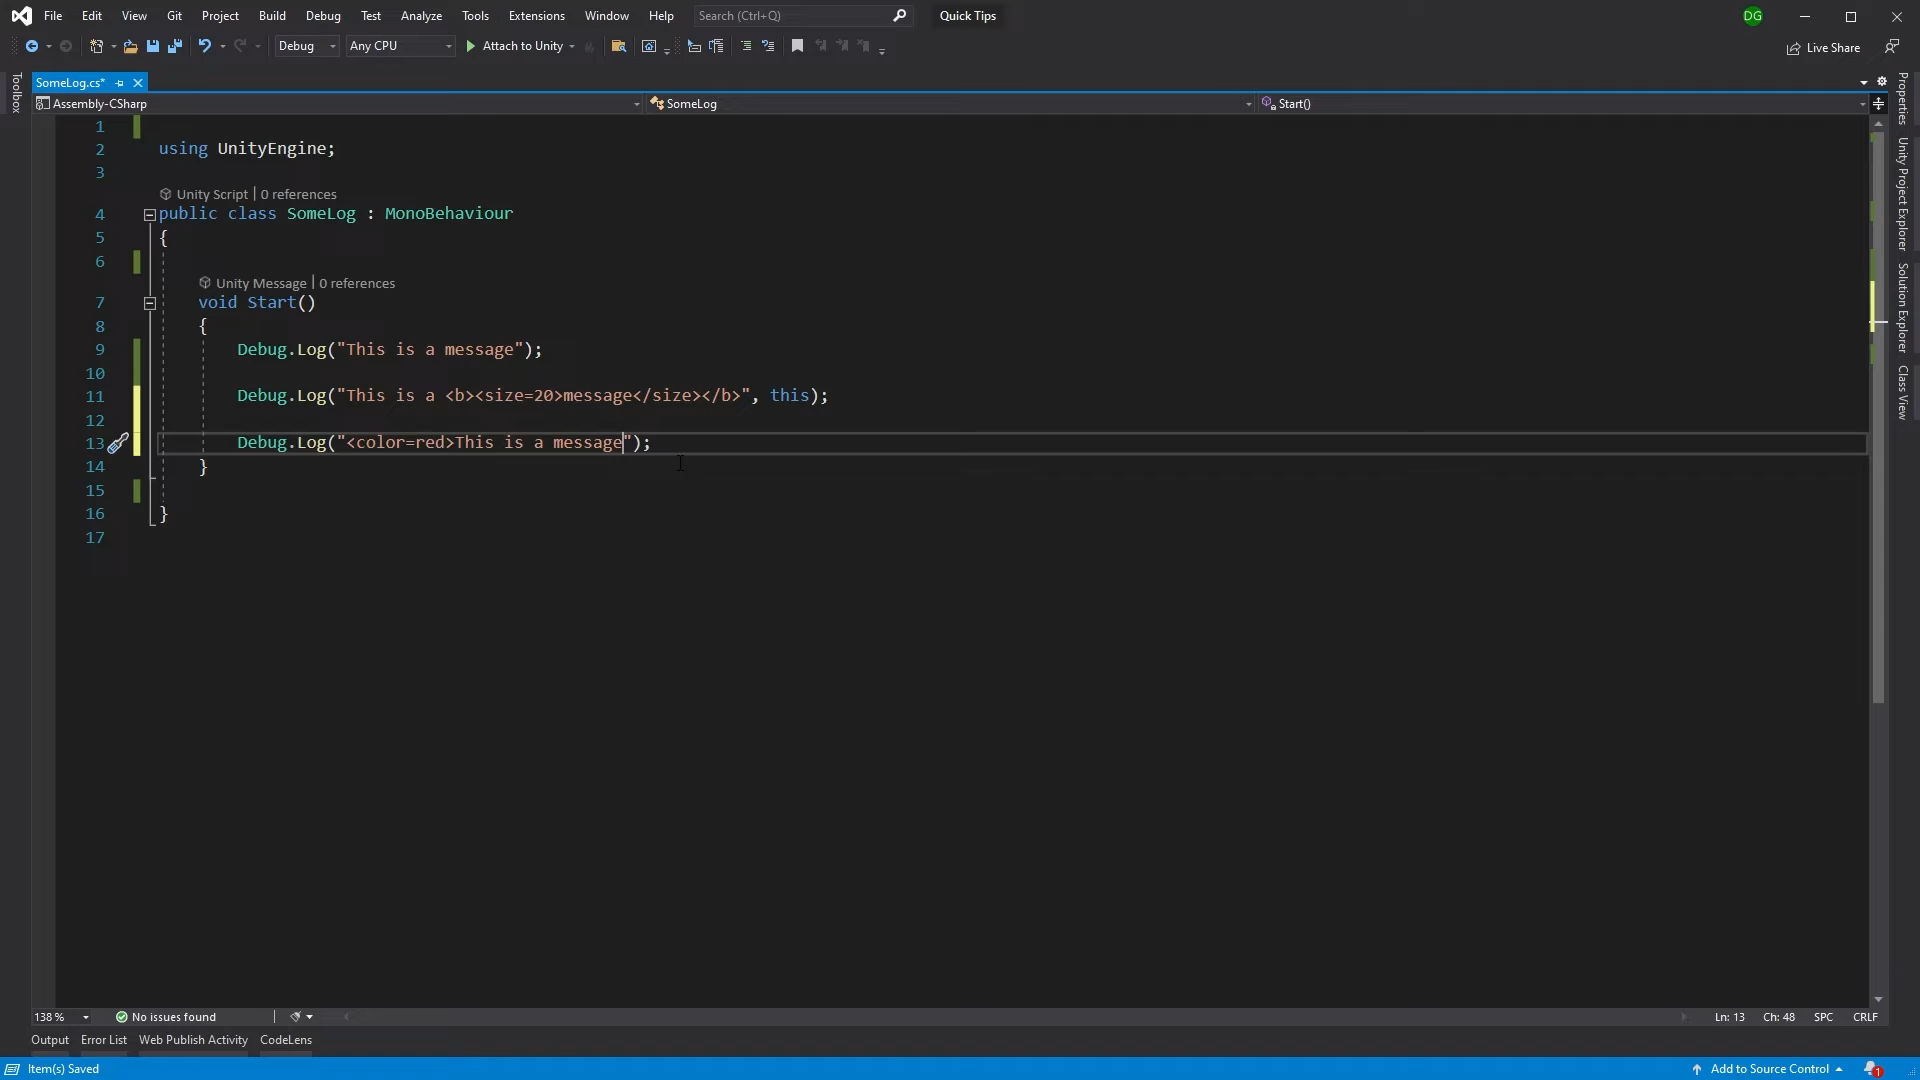 File Edit View Git Project Build Debug Test Analyze Tools Extensions Window Help Search (Ctrl+Q) Quick Tips DG
Debug Any CPU Attach to Unity Live Share
SomeLog.cs*
Assembly-CSharp SomeLog Start()
Toolbox
Properties
Unity Project Explorer
Solution Explorer
Class View
1
2 using UnityEngine;
3
Unity Script | 0 references
4 public class SomeLog : MonoBehaviour
5 {
6
Unity Message | 0 references
7 void Start()
8 {
9 Debug.Log("This is a message");
10
11 Debug.Log("This is a <b><size=20>message</size></b>", this);
12
13 Debug.Log("<color=red>This is a message");
14 }
15
16 }
17
138 % No issues found Ln: 13 Ch: 48 SPC CRLF
Output Error List Web Publish Activity CodeLens
Item(s) Saved Add to Source Control 1